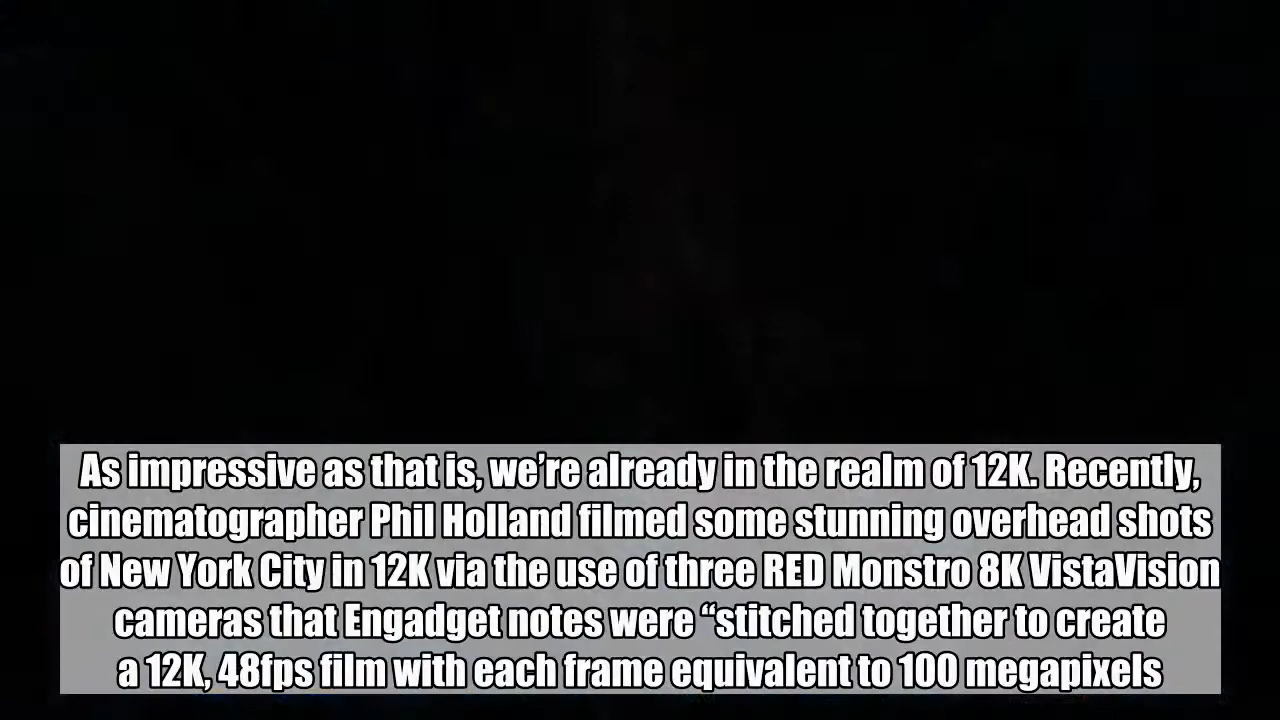 As impressive as that is, we’re already in the realm of 12K. Recently,
cinematographer Phil Holland filmed some stunning overhead shots
of New York City in 12K via the use of three RED Monstro 8K VistaVision
cameras that Engadget notes were “stitched together to create
a 12K, 48fps film with each frame equivalent to 100 megapixels